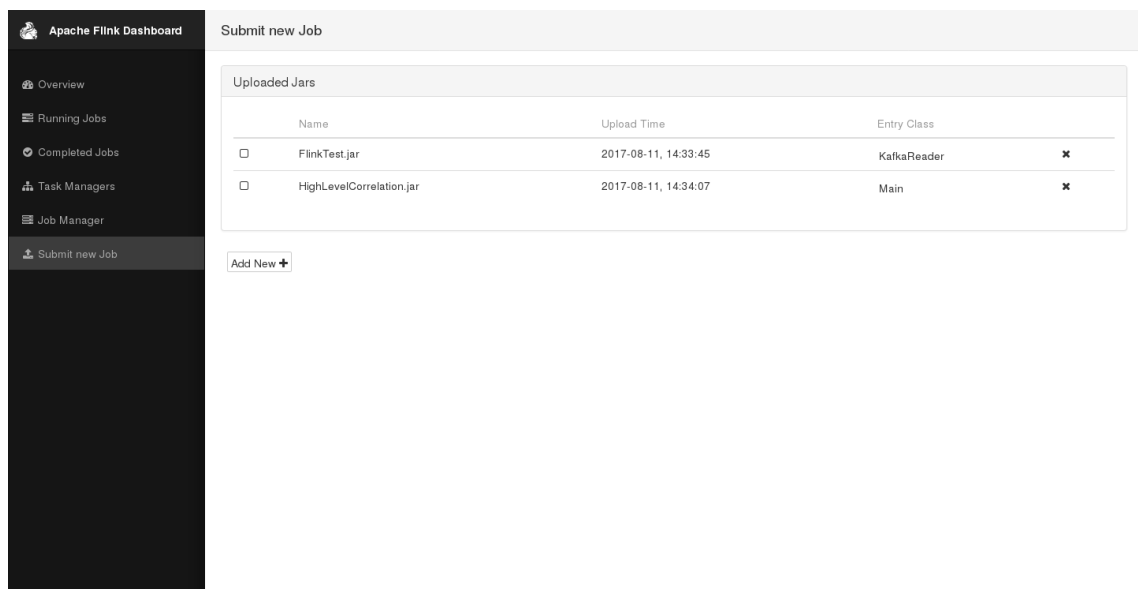 Apache Flink Dashboard
Submit new Job
Overview
Running Jobs
Completed Jobs
Task Managers
Job Manager
Submit new Job
Uploaded Jars
Name Upload Time Entry Class
FlinkTest.jar 2017-08-11, 14:33:45 KafkaReader
HighLevelCorrelation.jar 2017-08-11, 14:34:07 Main
Add New